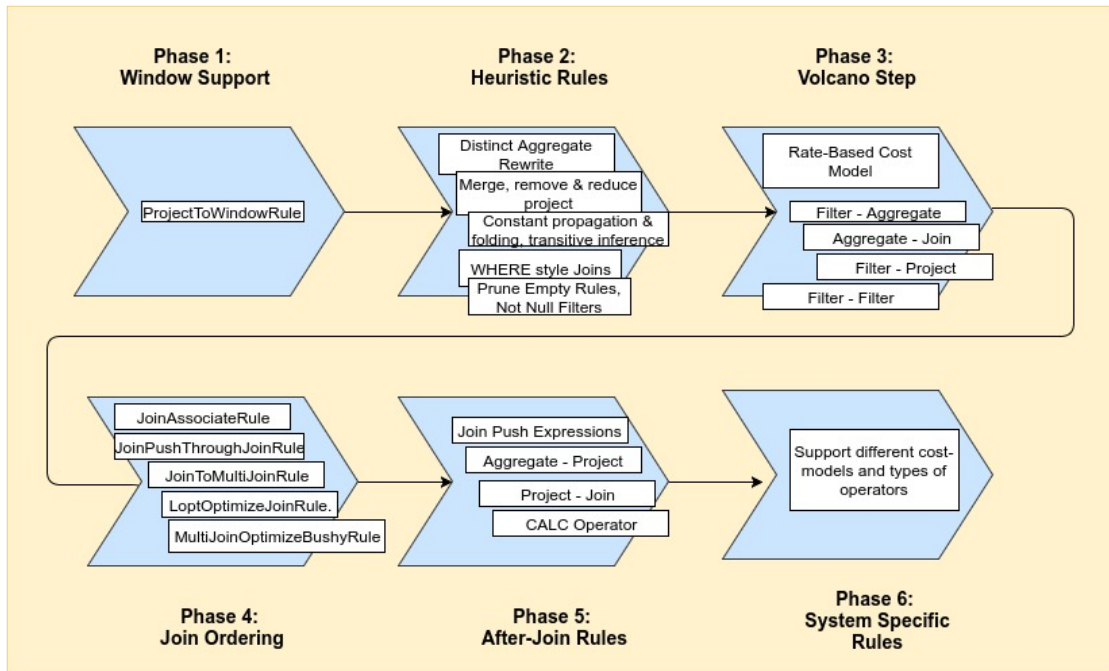 Phase 1:
Window Support
ProjectToWindowRule
Phase 2:
Heuristic Rules
Distinct Aggregate
Rewrite
Merge, remove & reduce
project
Constant propagation &
folding, transitive inference
WHERE style Joins
Prune Empty Rules,
Not Null Filters
Phase 3:
Volcano Step
Rate-Based Cost
Model
Filter - Aggregate
Aggregate - Join
Filter - Project
Filter - Filter
JoinAssociateRule
JoinPushThroughJoinRule
JoinToMultiJoinRule
LoptOptimizeJoinRule.
MultiJoinOptimizeBushyRule
Phase 4:
Join Ordering
Join Push Expressions
Aggregate - Project
Project - Join
CALC Operator
Phase 5:
After-Join Rules
Support different cost-
models and types of
operators
Phase 6:
System Specific
Rules